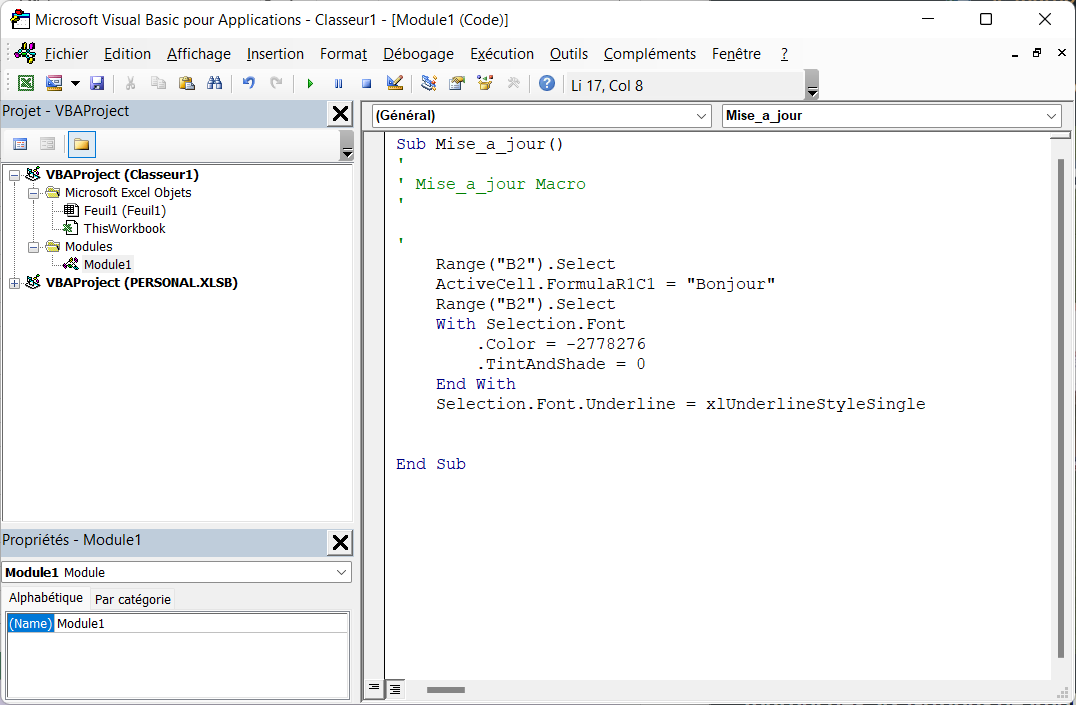 Microsoft Visual Basic pour Applications - Classeur1 - [Module1 (Code)]
Fichier Edition Affichage Insertion Format Débogage Exécution Outils Compléments Fenêtre ?
Li 17, Col 8
Projet - VBAProject
VBAProject (Classeur1)
Microsoft Excel Objets
Feuil1 (Feuil1)
ThisWorkbook
Modules
Module1
VBAProject (PERSONAL.XLSB)
Propriétés - Module1
Module1 Module
Alphabétique Par catégorie
(Name) Module1
(Général) Mise_a_jour
Sub Mise_a_jour()
'
' Mise_a_jour Macro
'
'
Range("B2").Select
ActiveCell.FormulaR1C1 = "Bonjour"
Range("B2").Select
With Selection.Font
.Color = -2778276
.TintAndShade = 0
End With
Selection.Font.Underline = xlUnderlineStyleSingle
End Sub